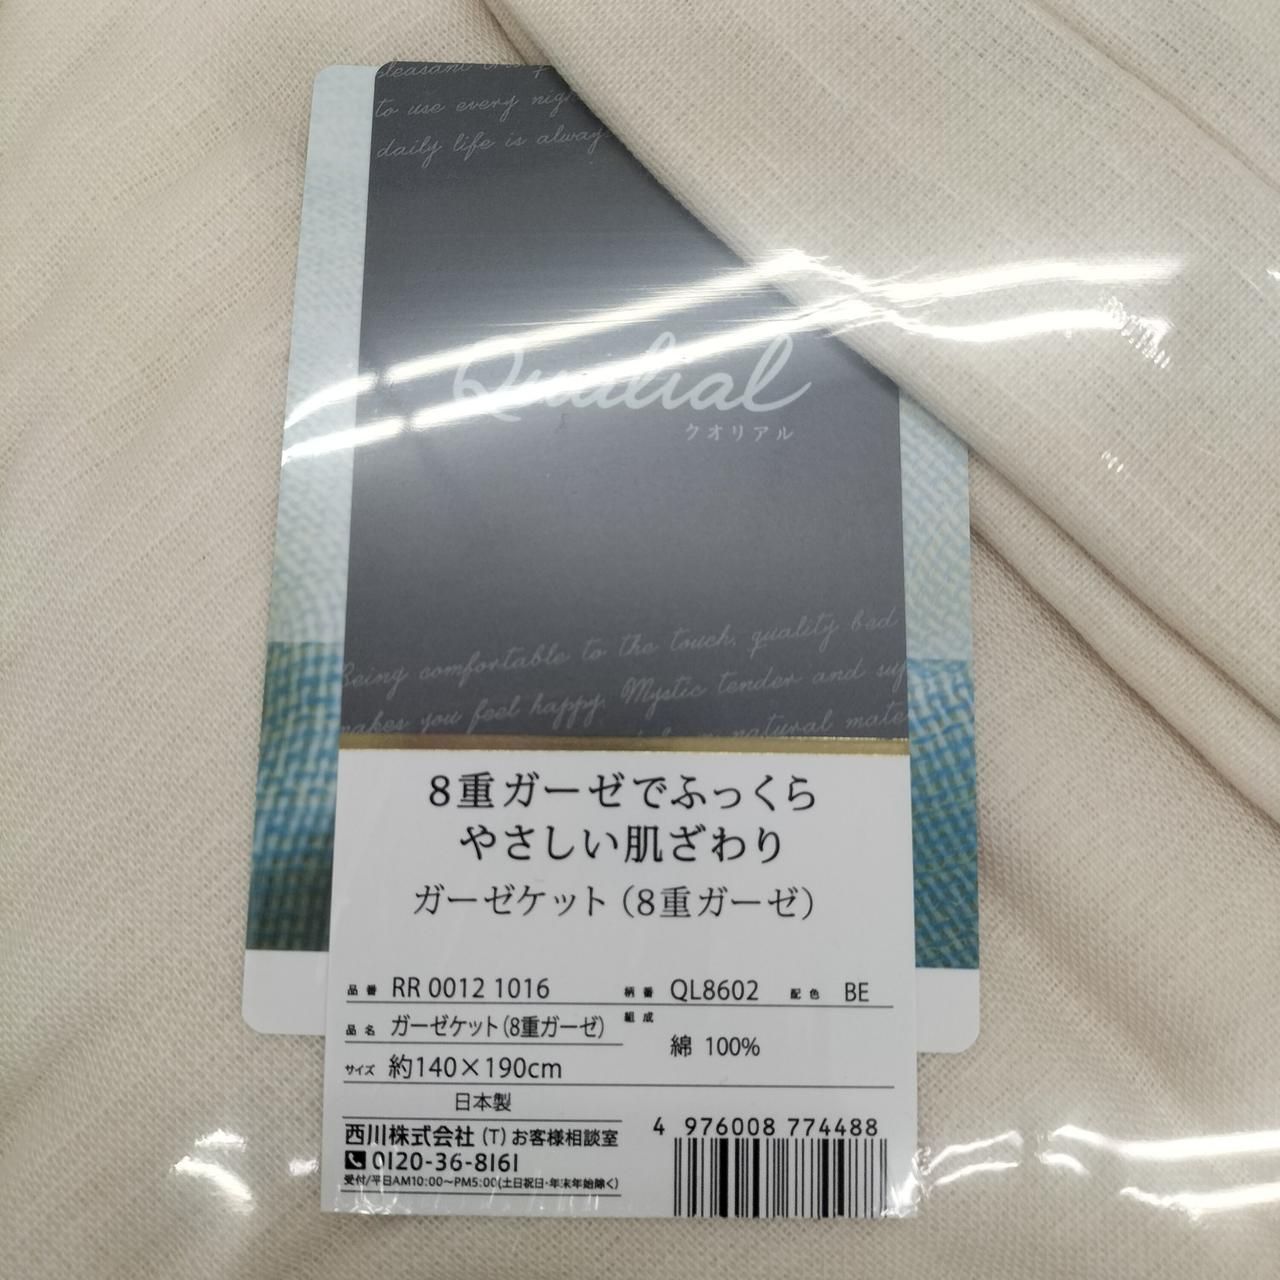 pleasant
to use every nig
daily life is always
Qualial
クオリアル
Being comfortable to the touch, quality bed
makes you feel happy. Mystic tender and
natural mate
8重ガーゼでふっくら
やさしい肌ざわり
ガーゼケット(8重ガーゼ)
品番 RR 0012 1016 柄番 QL8602 配色 BE
品名 ガーゼケット(8重ガーゼ) 組成 綿 100%
サイズ 約140×190cm
日本製
西川株式会社 (T) お客様相談室
0120-36-8161
受付/平日AM10:00〜PM5:00(土日祝日・年末年始除く)
4 976008 774488